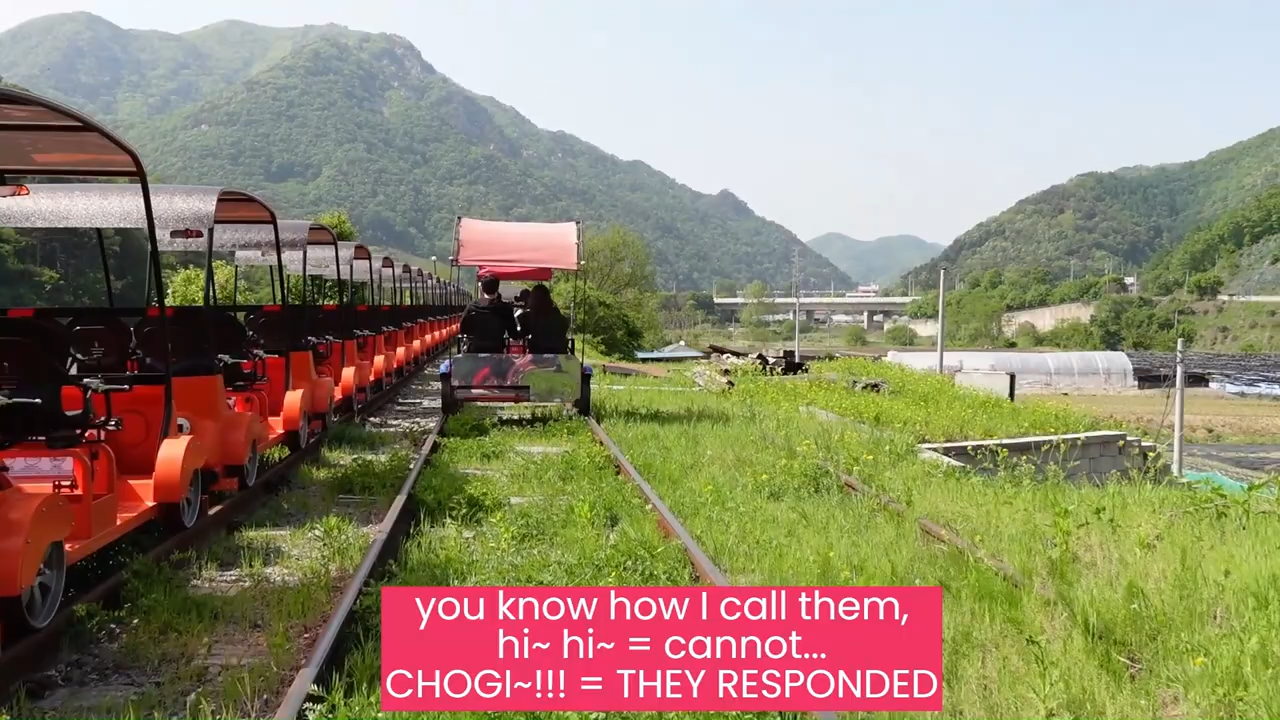 you know how I call them,
hi~ hi~ = cannot...
CHOGI~!!! = THEY RESPONDED